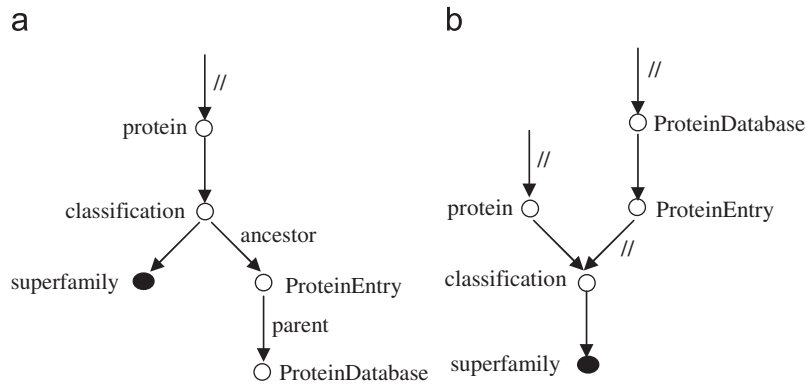 a
//
protein
classification
ancestor
superfamily
ProteinEntry
parent
ProteinDatabase
b
//
ProteinDatabase
//
protein
ProteinEntry
//
classification
superfamily